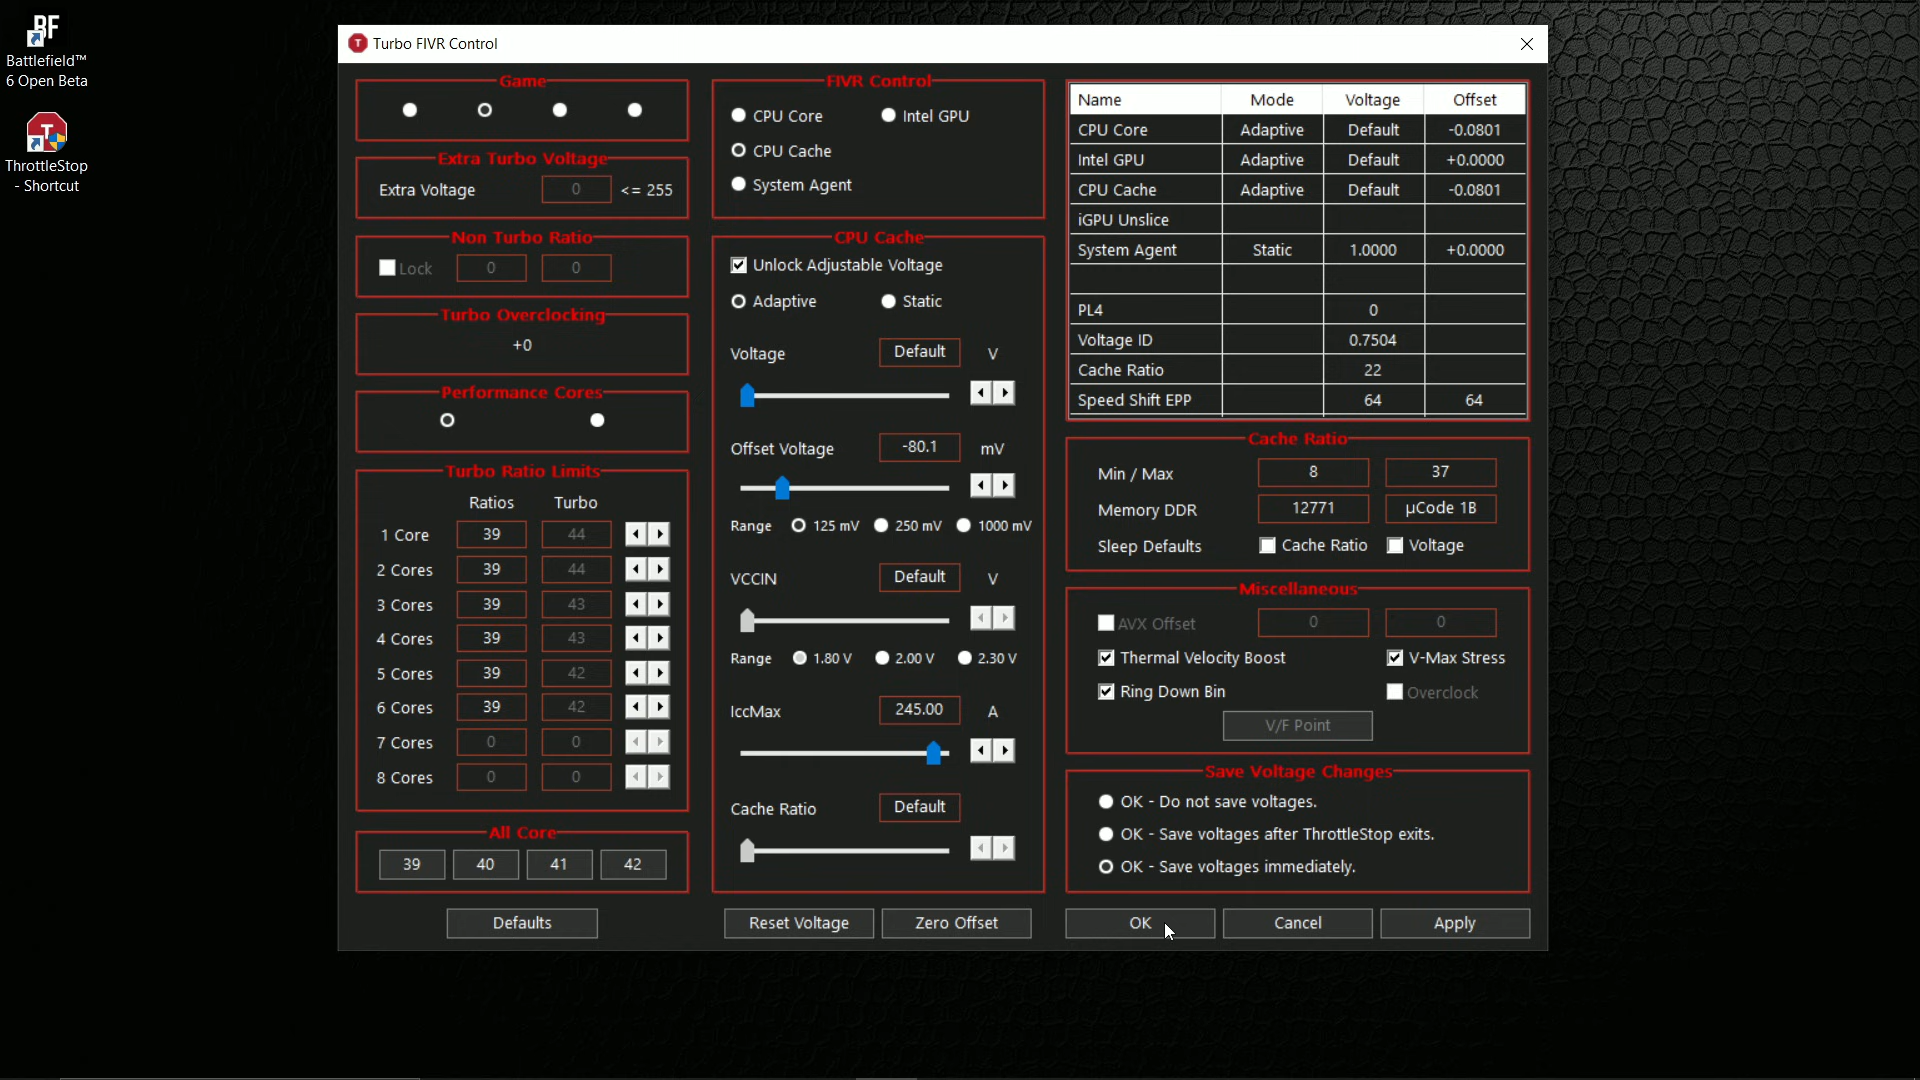 BF
Battlefield™
6 Open Beta
T
ThrottleStop
- Shortcut
T Turbo FIVR Control
Game
Extra Turbo Voltage
Extra Voltage 0 <= 255
Non Turbo Ratio
Lock 0 0
Turbo Overclocking
+0
Performance Cores
Turbo Ratio Limits
Ratios Turbo
1 Core 39 44
2 Cores 39 44
3 Cores 39 43
4 Cores 39 43
5 Cores 39 42
6 Cores 39 42
7 Cores 0 0
8 Cores 0 0
All Core
39 40 41 42
Defaults
FIVR Control
CPU Core Intel GPU
CPU Cache
System Agent
CPU Cache
Unlock Adjustable Voltage
Adaptive Static
Voltage Default V
Offset Voltage -80.1 mV
Range 125 mV 250 mV 1000 mV
VCCIN Default V
Range 1.80 V 2.00 V 2.30 V
IccMax 245.00 A
Cache Ratio Default
Reset Voltage Zero Offset
Name Mode Voltage Offset
CPU Core Adaptive Default -0.0801
Intel GPU Adaptive Default +0.0000
CPU Cache Adaptive Default -0.0801
iGPU Unslice
System Agent Static 1.0000 +0.0000
PL4 0
Voltage ID 0.7504
Cache Ratio 22
Speed Shift EPP 64 64
Cache Ratio
Min / Max 8 37
Memory DDR 12771 µCode 1B
Sleep Defaults Cache Ratio Voltage
Miscellaneous
AVX Offset 0 0
Thermal Velocity Boost V-Max Stress
Ring Down Bin Overclock
V/F Point
Save Voltage Changes
OK - Do not save voltages.
OK - Save voltages after ThrottleStop exits.
OK - Save voltages immediately.
OK Cancel Apply